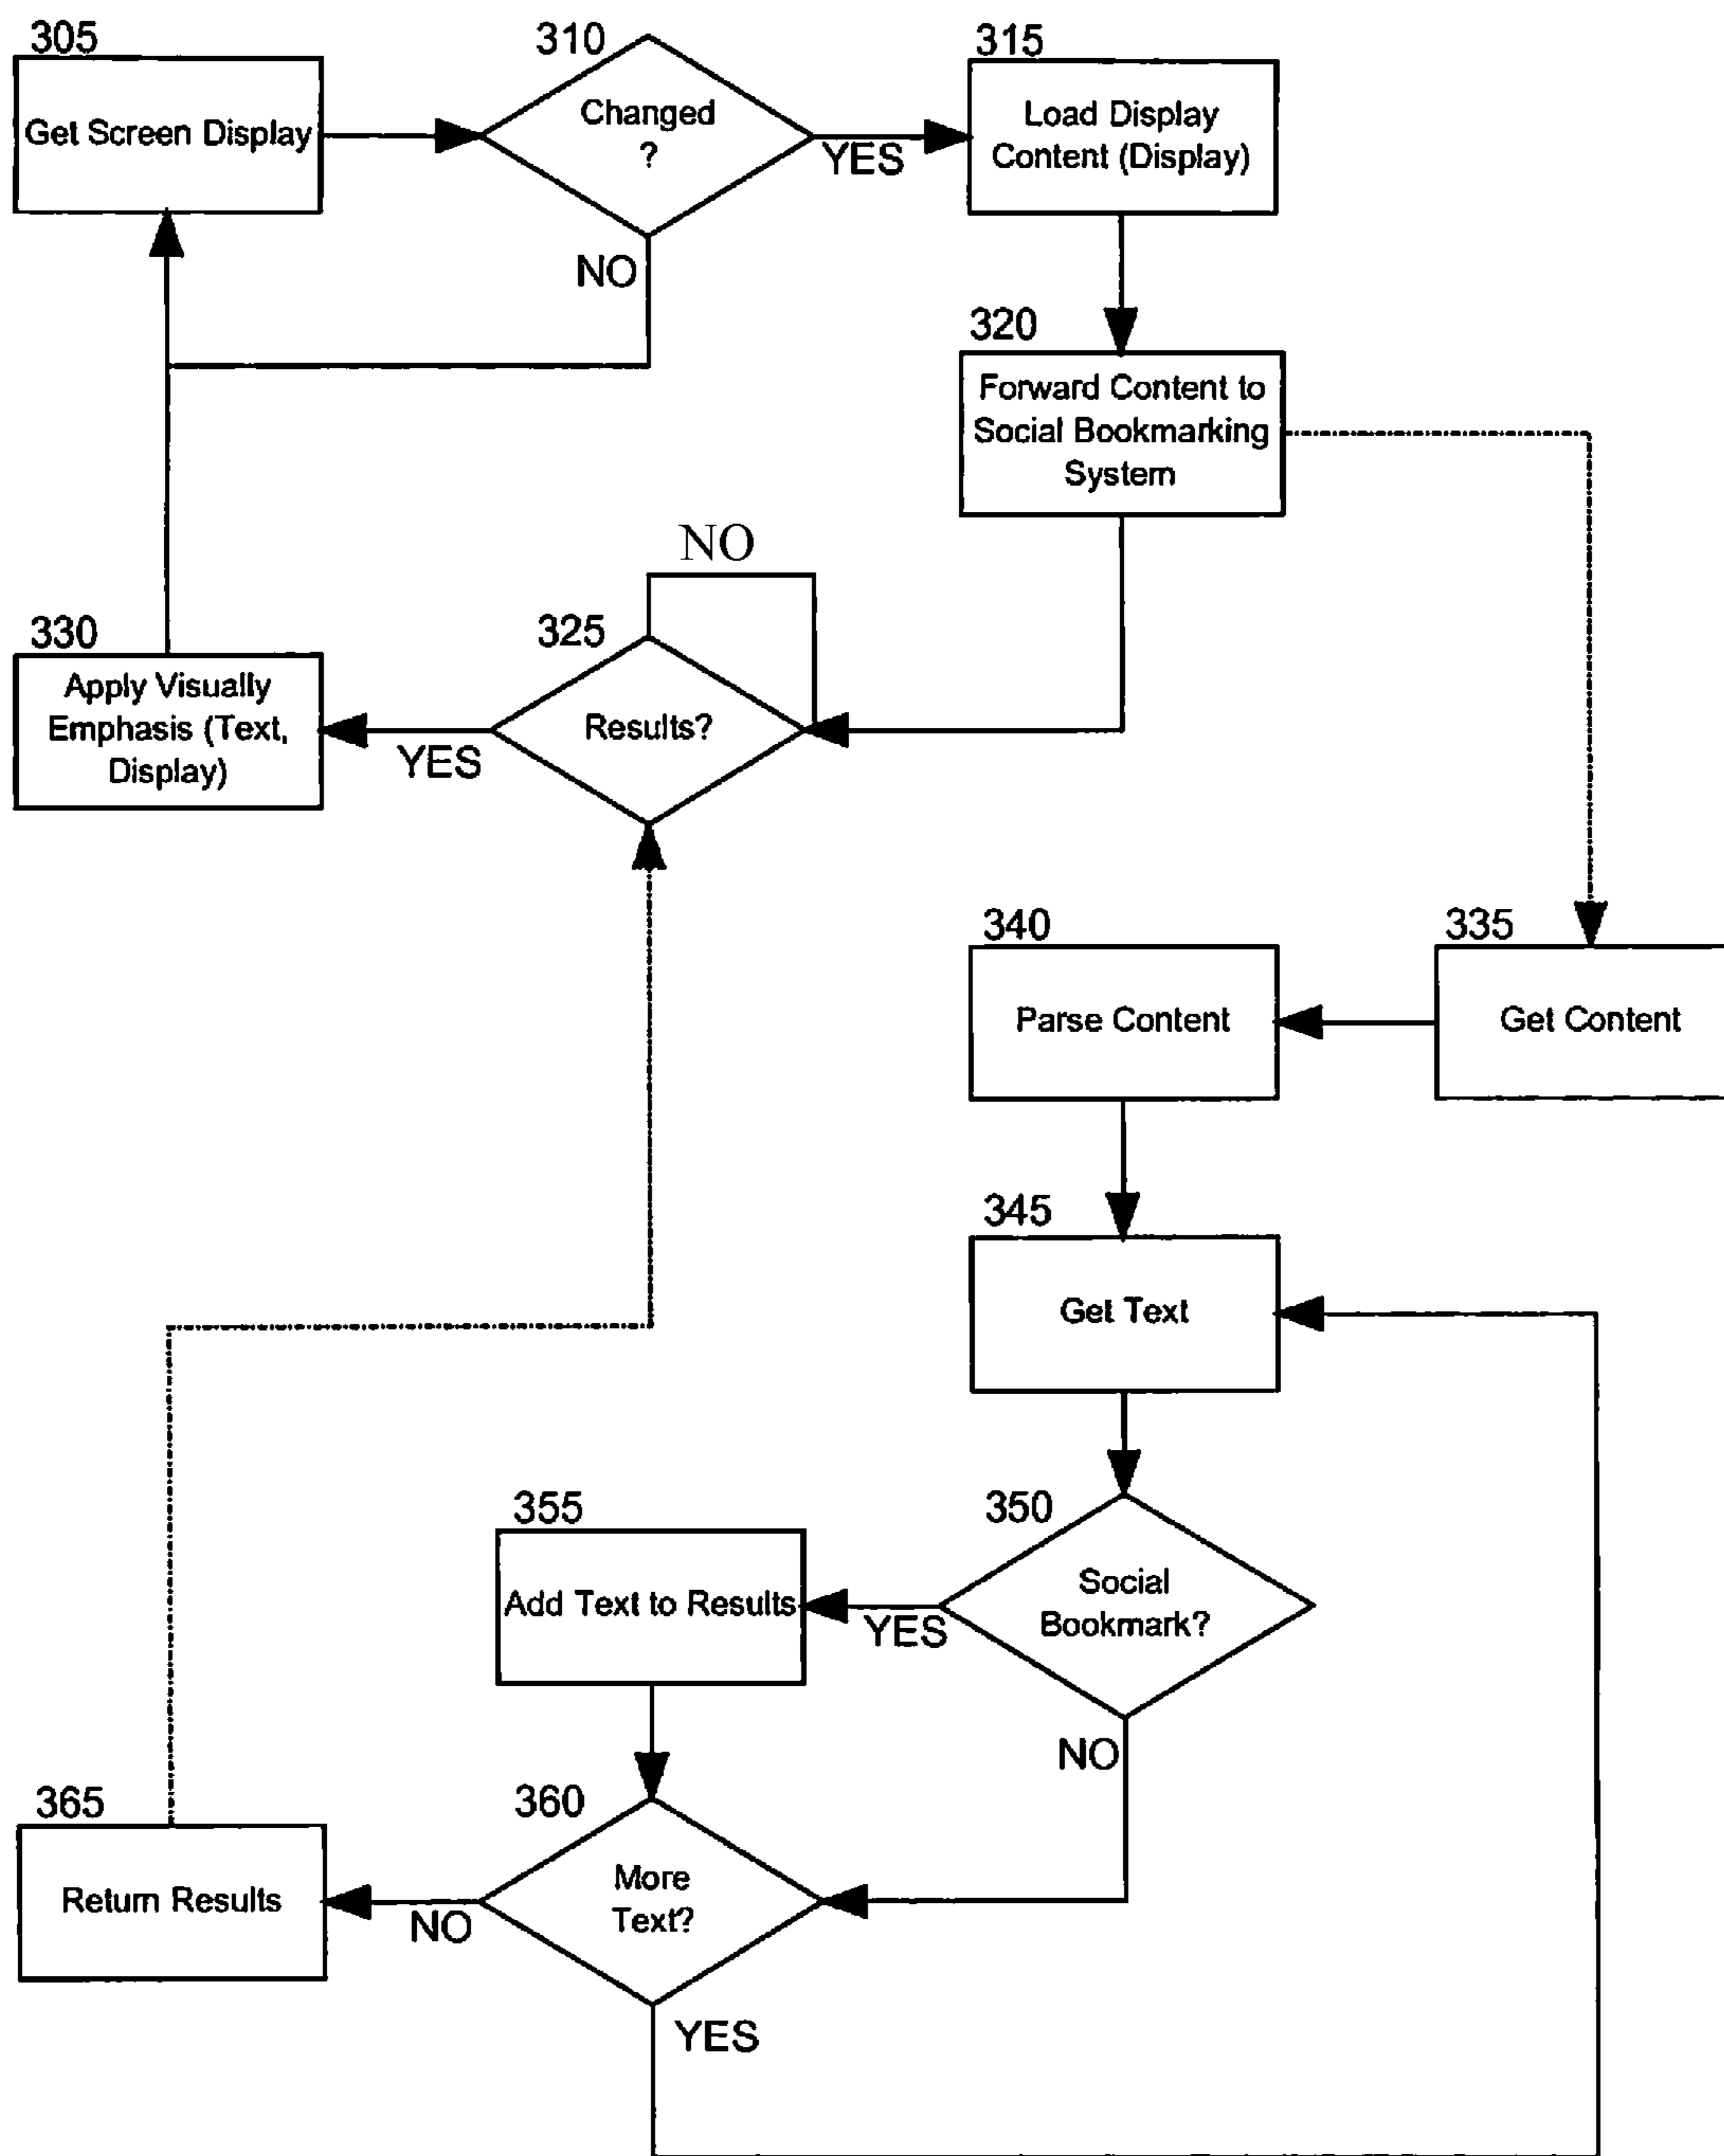 305
Get Screen Display
310
Changed
?
YES
NO
315
Load Display
Content (Display)
320
Forward Content to
Social Bookmarking
System
NO
325
Results?
YES
330
Apply Visually
Emphasis (Text,
Display)
335
Get Content
340
Parse Content
345
Get Text
350
Social
Bookmark?
YES
NO
355
Add Text to Results
360
More
Text?
NO
YES
365
Return Results